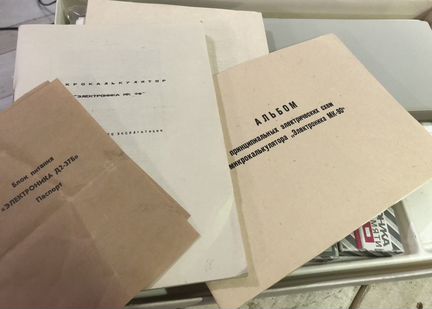 МИКРОКАЛЬКУЛЯТОР
"ЭЛЕКТРОНИКА МК-90"
АЛЬБОМ
принципиальных электрических схем
микрокалькулятора „Электроника МК-90"
Блок питания
«ЭЛЕКТРОНИКА Д2-37Б»
Паспорт